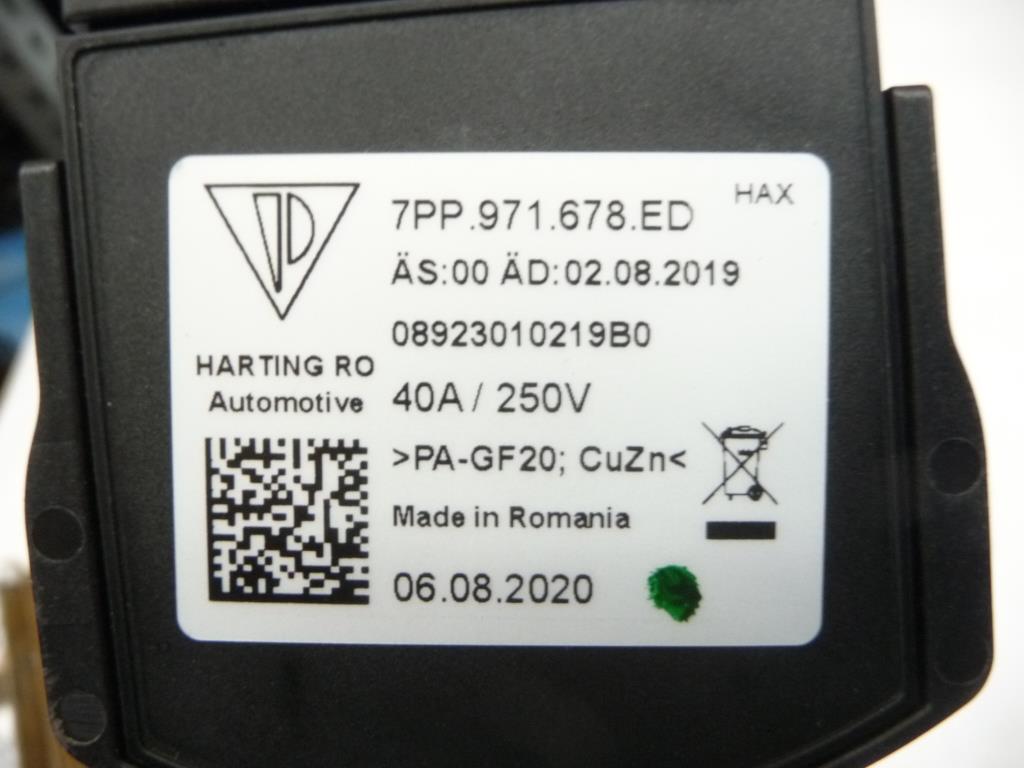 HAX
7PP.971.678.ED
ÄS:00 ÄD:02.08.2019
08923010219B0
HARTING RO
Automotive
40A / 250V
>PA-GF20; CuZn<
Made in Romania
06.08.2020